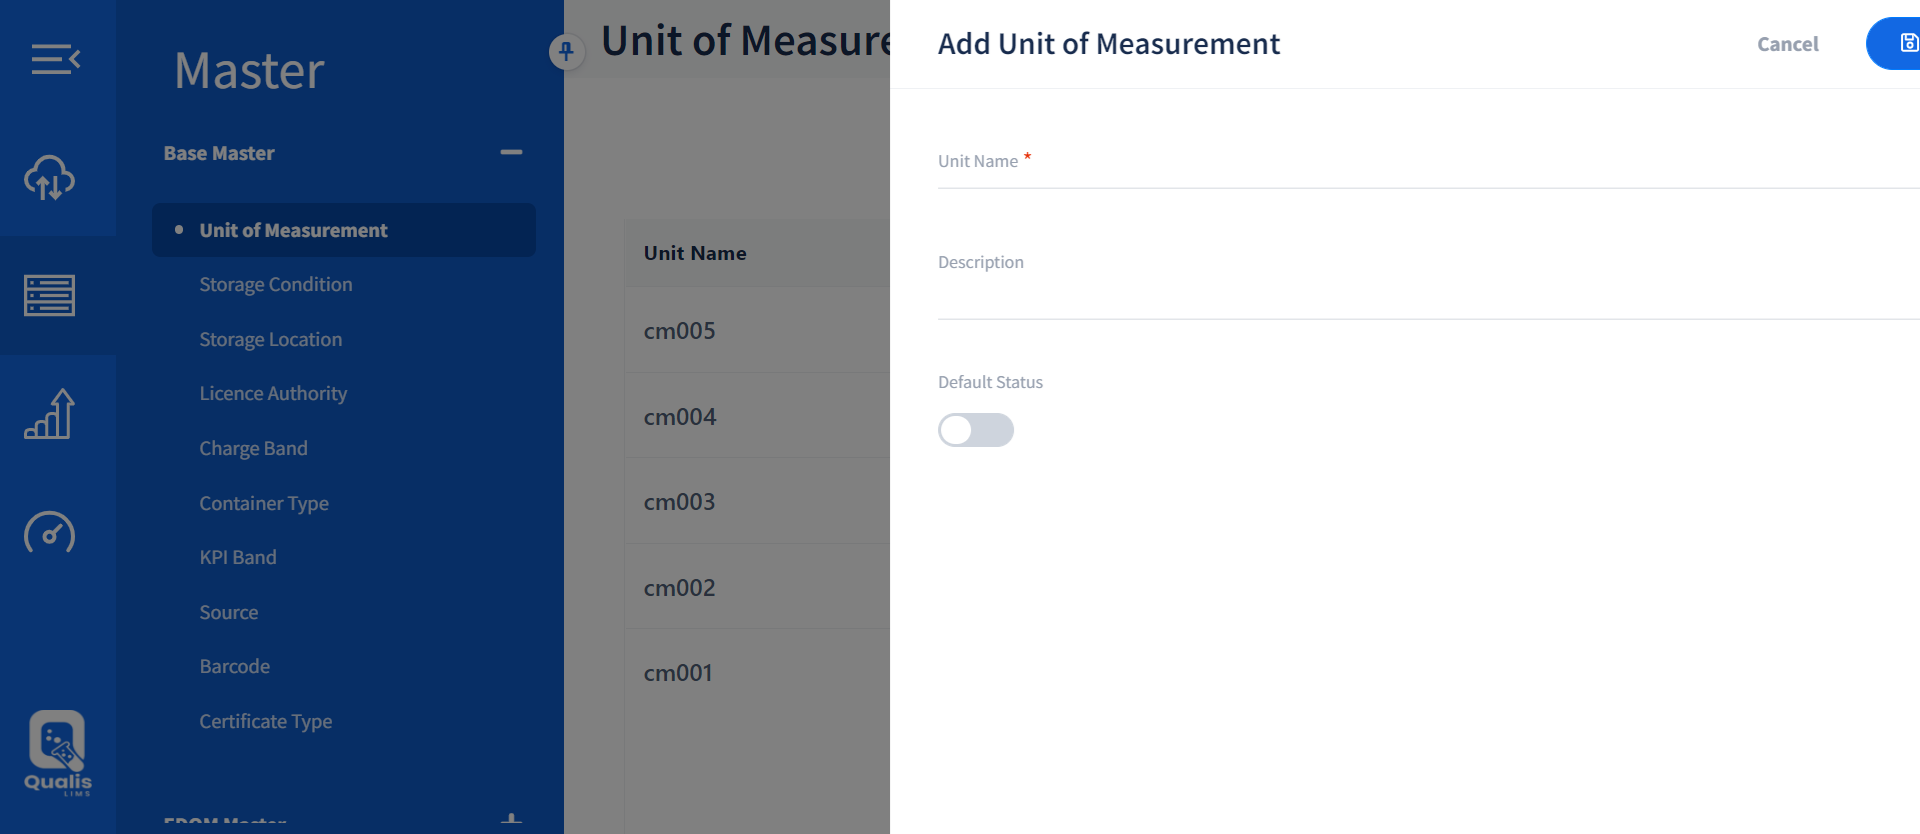 Master
Base Master
Unit of Measurement
Storage Condition
Storage Location
Licence Authority
Charge Band
Container Type
KPI Band
Source
Barcode
Certificate Type
Qualis
LIMS
Unit of Measure
Unit Name
cm005
cm004
cm003
cm002
cm001
Add Unit of Measurement
Cancel
Unit Name *
Description
Default Status